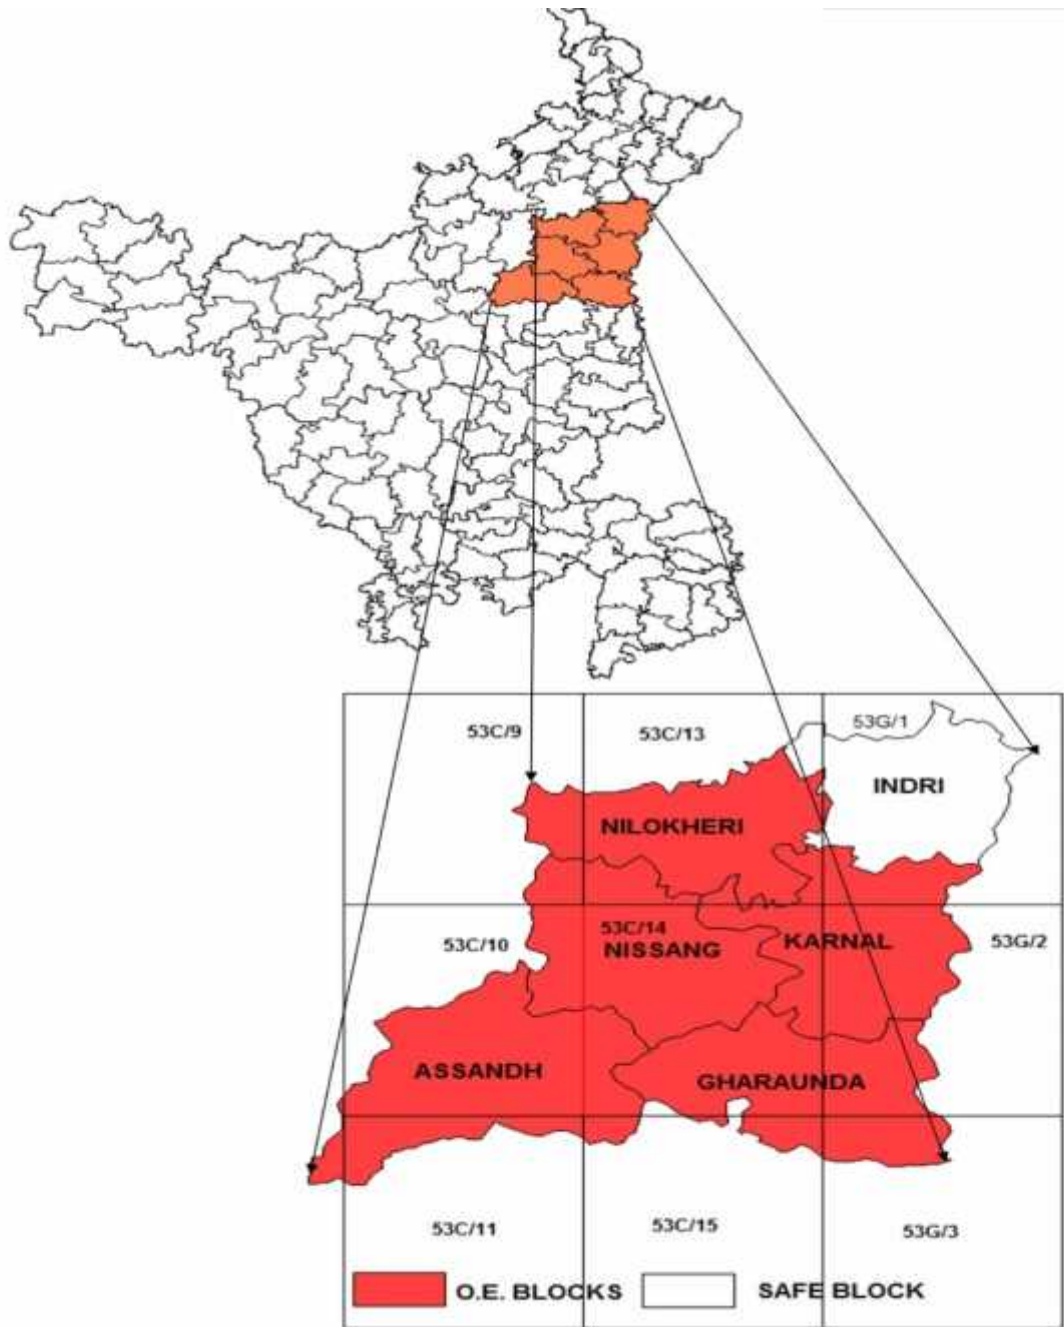 53C/9
53C/13
53G/1
INDRI
NILOKHERI
53C/10
53C/14
NISSANG
KARNAL
53G/2
ASSANDH
GHARAUNDA
53C/11
53C/15
53G/3
O.E. BLOCKS
SAFE BLOCK